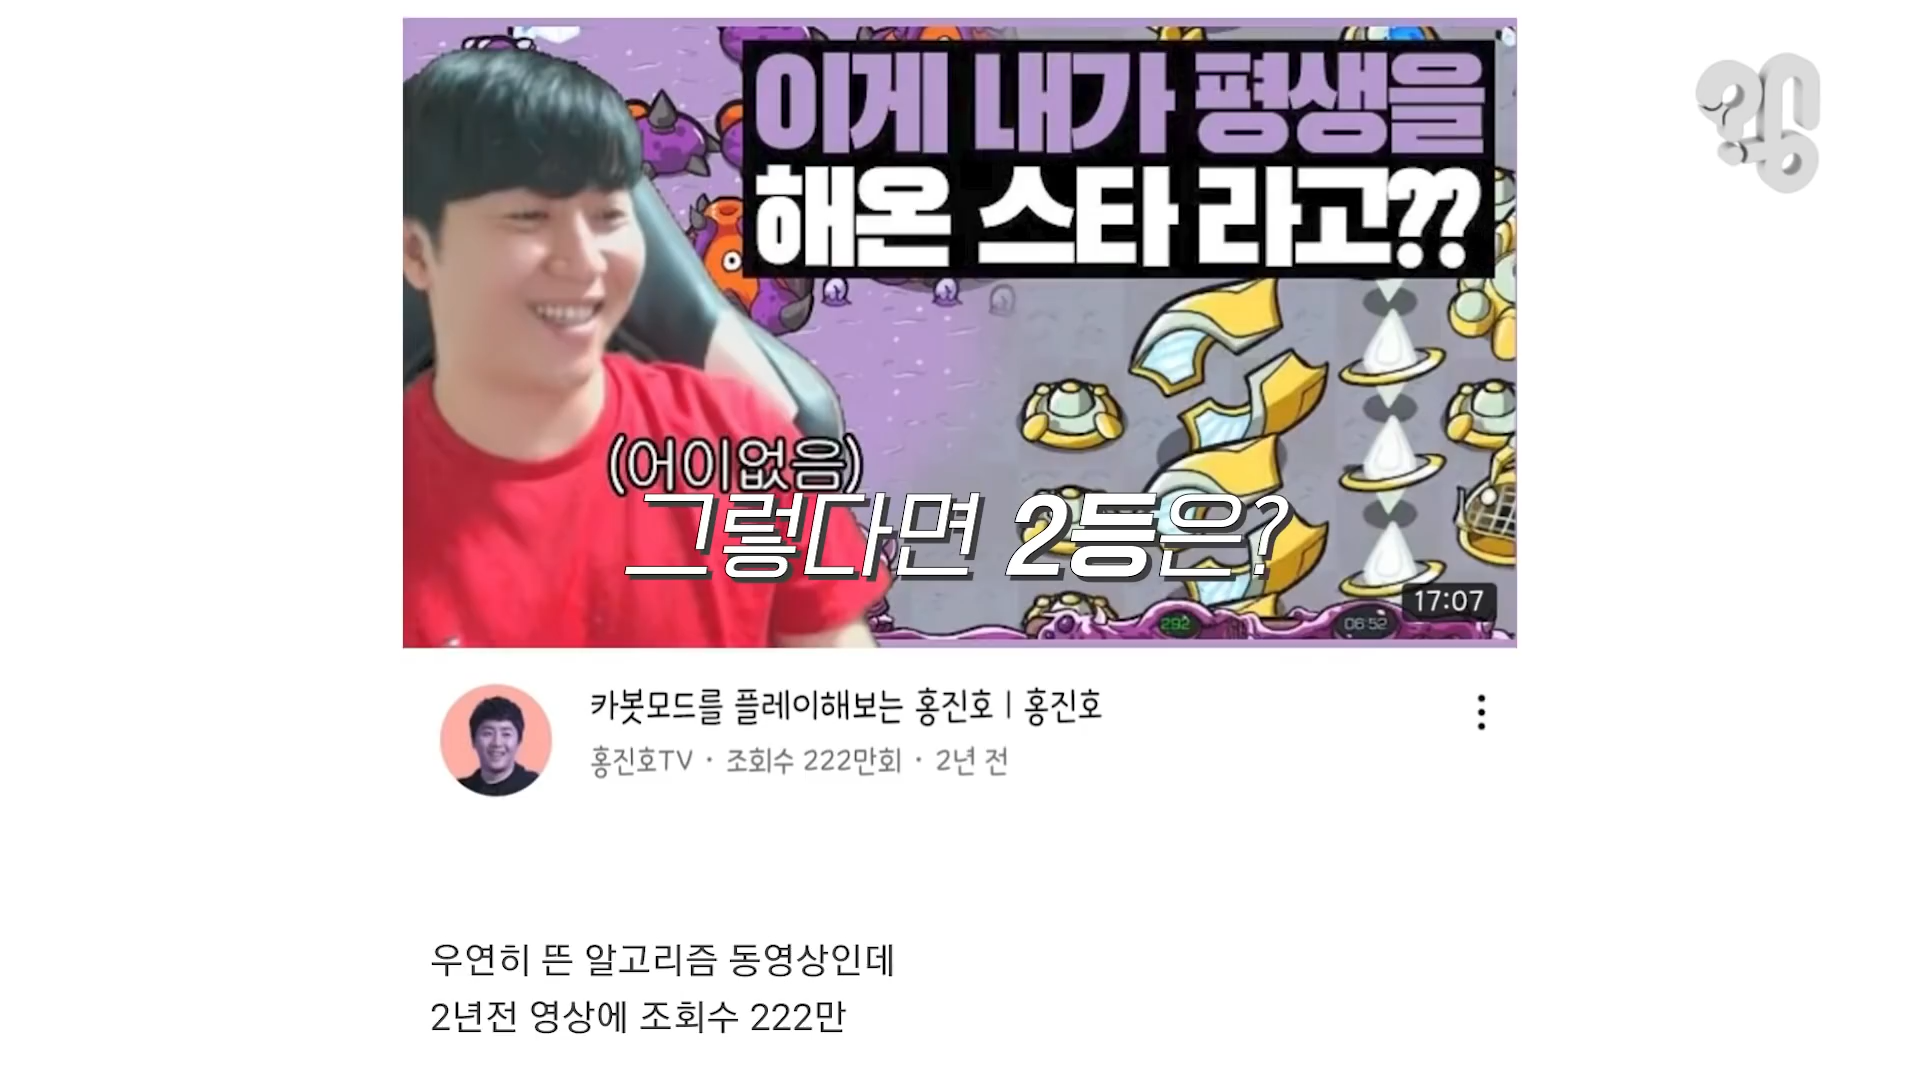 이게 내가 평생을
해온 스타 라고??
(어이없음)
그렇다면 2등은?
17:07
292
06:52
카봇모드를 플레이해보는 홍진호 | 홍진호
홍진호TV · 조회수 222만회 · 2년 전
우연히 뜬 알고리즘 동영상인데
2년전 영상에 조회수 222만